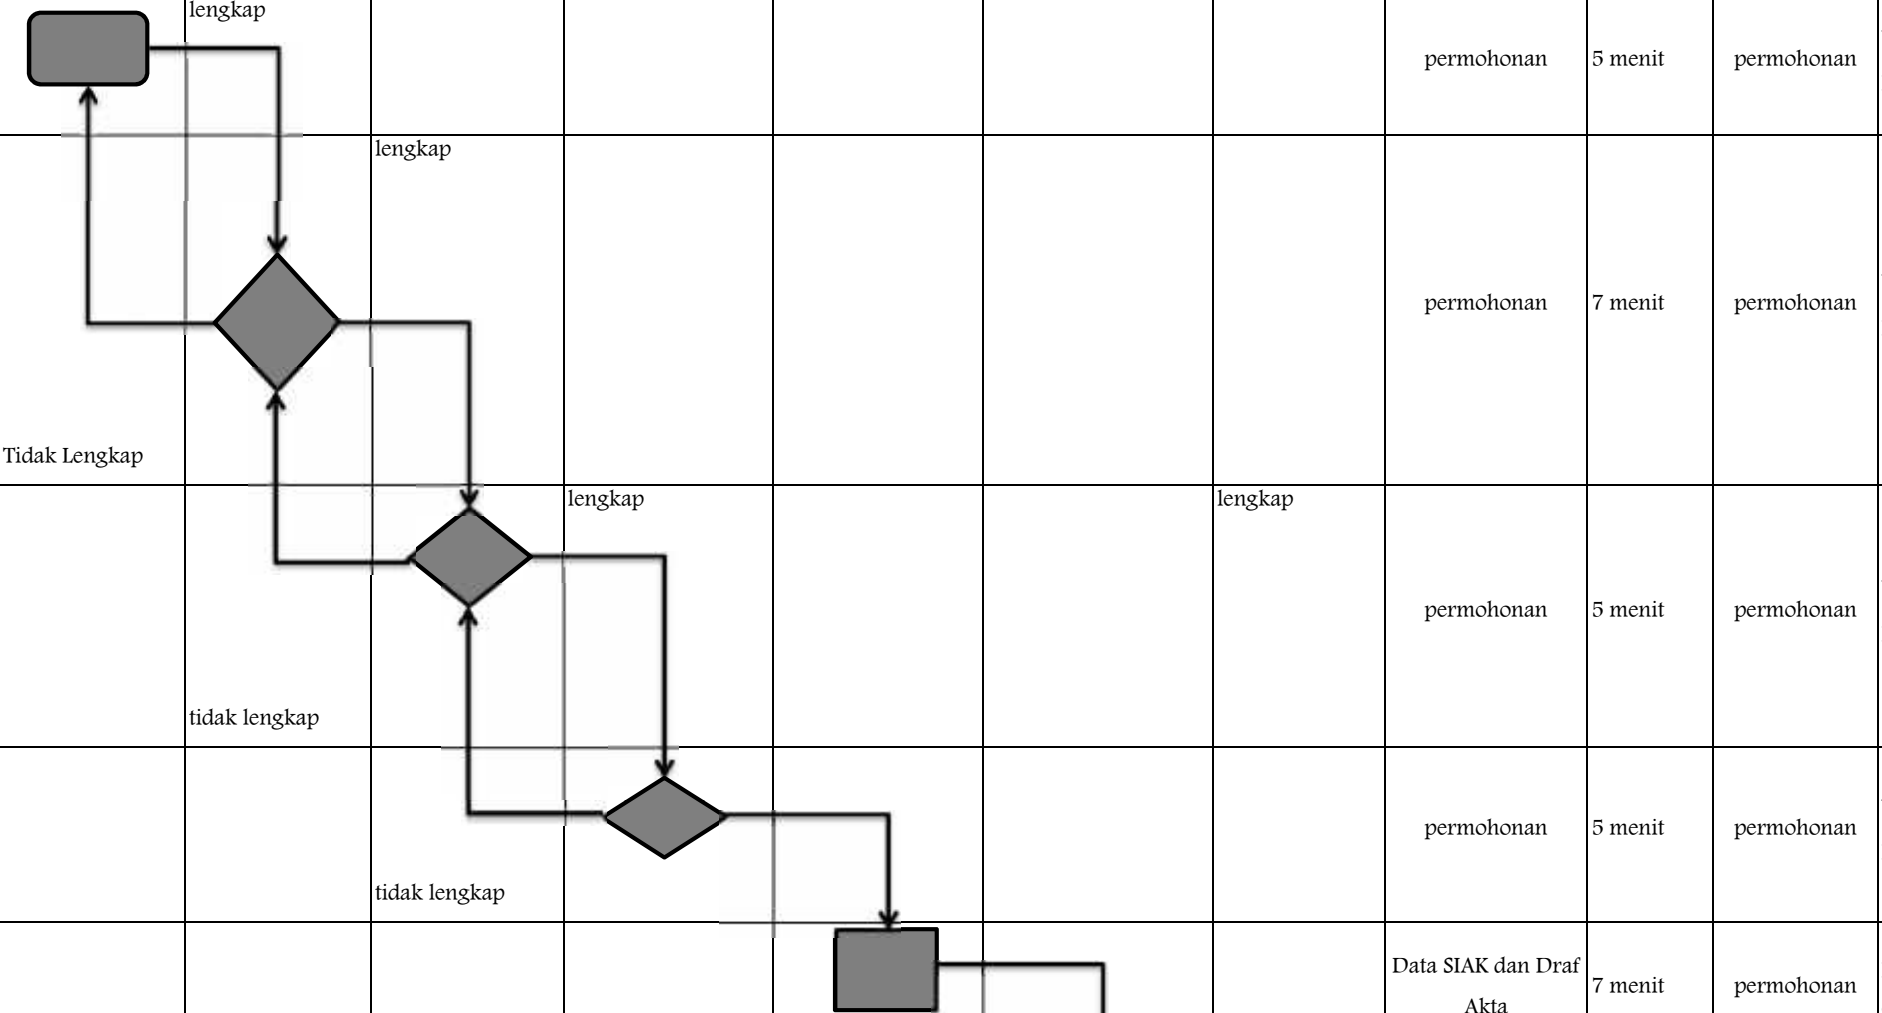 lengkap
permohonan 5 menit permohonan
lengkap
permohonan 7 menit permohonan
Tidak Lengkap
lengkap lengkap
permohonan 5 menit permohonan
tidak lengkap
permohonan 5 menit permohonan
tidak lengkap
Data SIAK dan Draf
Akta
7 menit permohonan